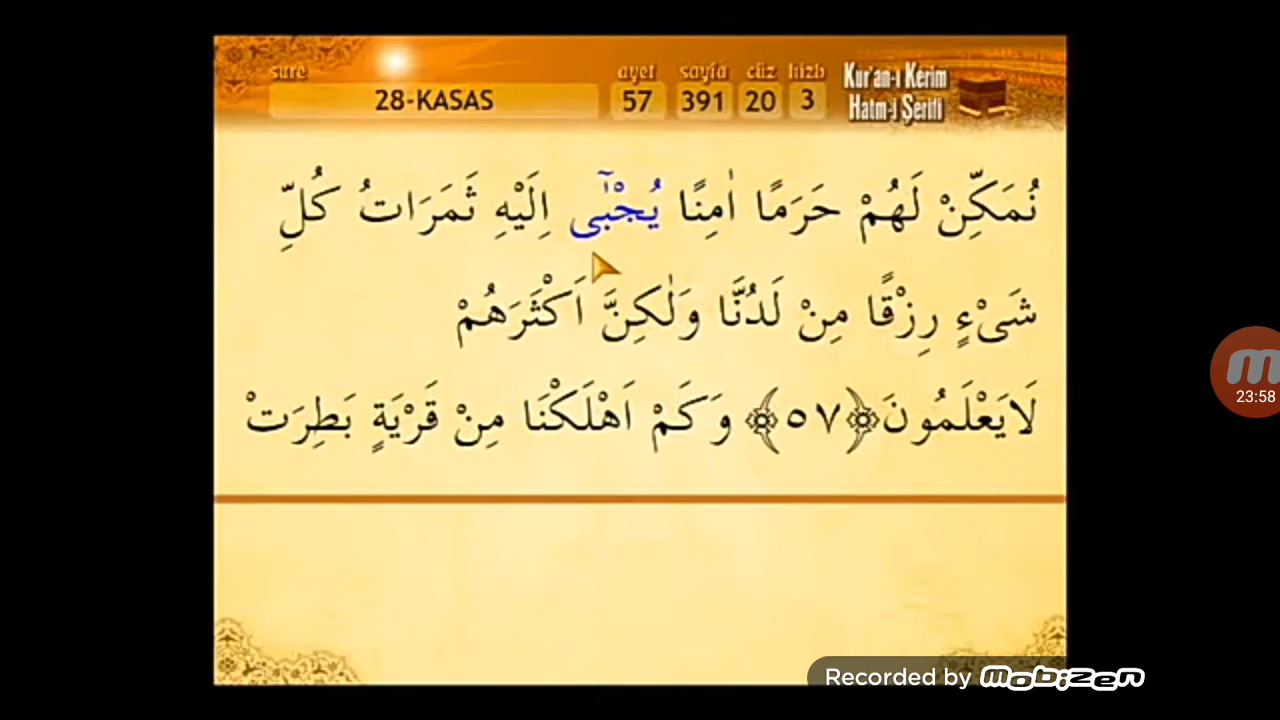 sure
ayet sayfa cüz hizb
28-KASAS 57 391 20 3
Kur'an-ı Kerim
Hatm-i Şerifi
نُمَكِّنْ لَهُمْ حَرَمًا اٰمِنًا يُجْبٰٓى اِلَيْهِ ثَمَرَاتُ كُلِّ
شَىْءٍ رِزْقًا مِنْ لَدُنَّا وَلٰكِنَّ اَكْثَرَهُمْ
لَايَعْلَمُونَ ﴿٥٧﴾ وَكَمْ اَهْلَكْنَا مِنْ قَرْيَةٍ بَطِرَتْ
m
23:58
Recorded by Mobizen